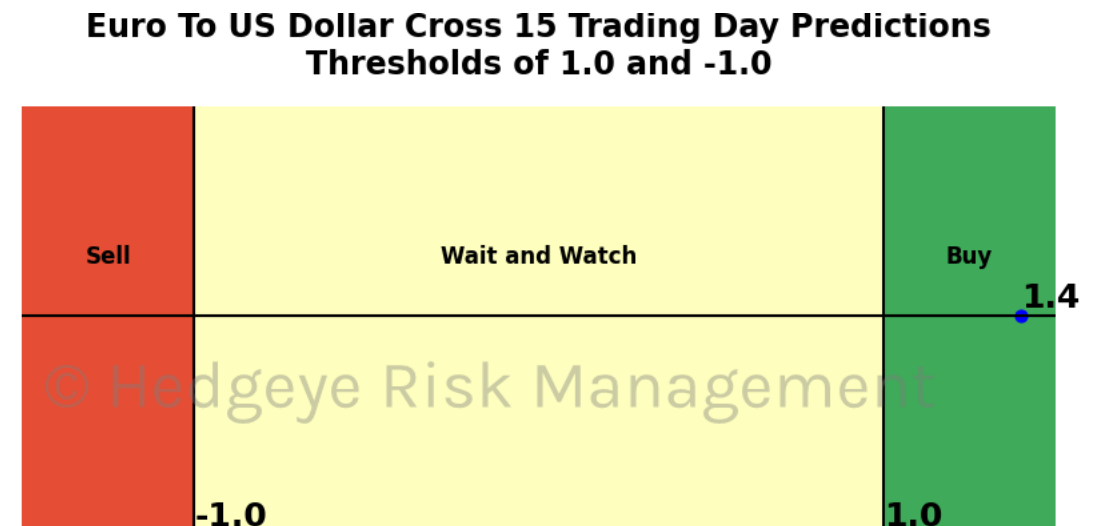 Euro To US Dollar Cross 15 Trading Day Predictions
Thresholds of 1.0 and -1.0
Sell
Wait and Watch
Buy
1.4
© Hedgeye Risk Management
-1.0
1.0